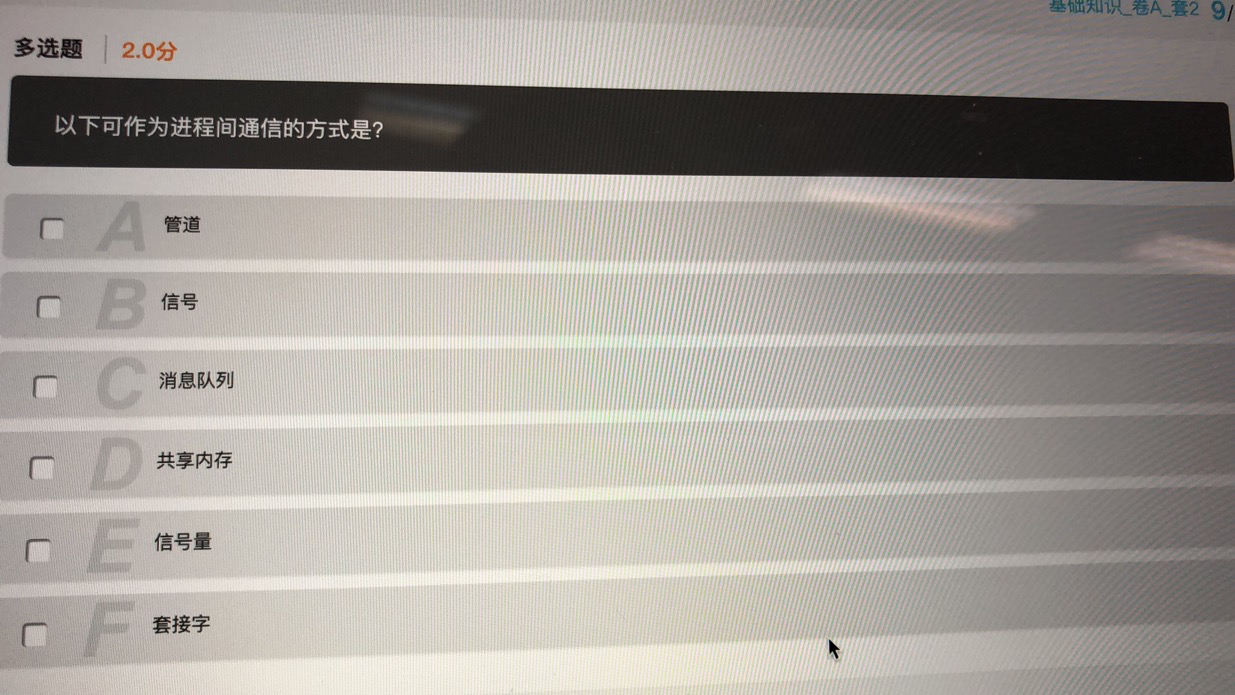 基础知识_卷A_套2 9/
多选题 2.0分
以下可作为进程间通信的方式是?
A 管道
B 信号
C 消息队列
D 共享内存
E 信号量
F 套接字